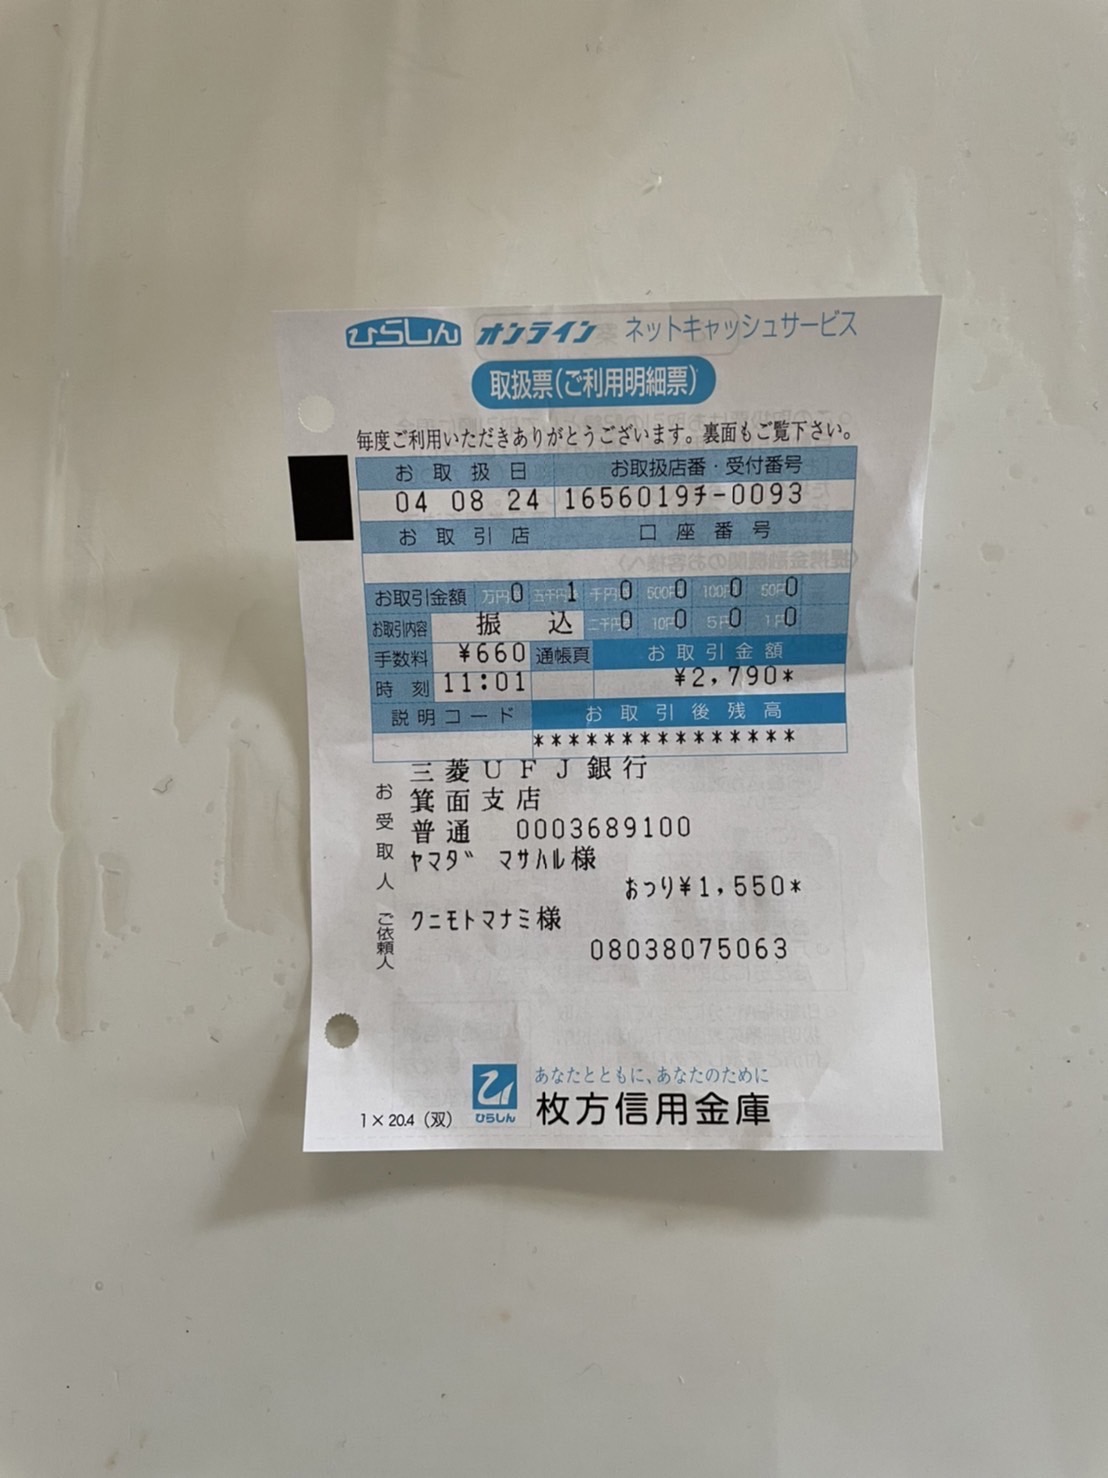 ひらしん オンライン ネットキャッシュサービス
取扱票(ご利用明細票)
毎度ご利用いただきありがとうございます。裏面もご覧下さい。
お取扱日 お取扱店番・受付番号
04 08 24 1656019ﾁ-0093
お取引店 口座番号
お取引金額 万円 0 五千円 1 千円 0 500円 0 100円 0 50円 0
お取引内容 振込 二千円 0 10円 0 5円 0 1円 0
手数料 ¥660 通帳頁 お取引金額
時刻 11:01 ¥2,790*
説明コード お取引後残高
***************
お受取人 三菱UFJ銀行
箕面支店
普通 0003689100
ﾔﾏﾀﾞ ﾏｻﾊﾙ様
おつり¥1,550*
ご依頼人 ｸﾆﾓﾄﾏﾅﾐ様
08038075063
ひらしん あなたとともに、あなたのために
枚方信用金庫
1×20.4(双)